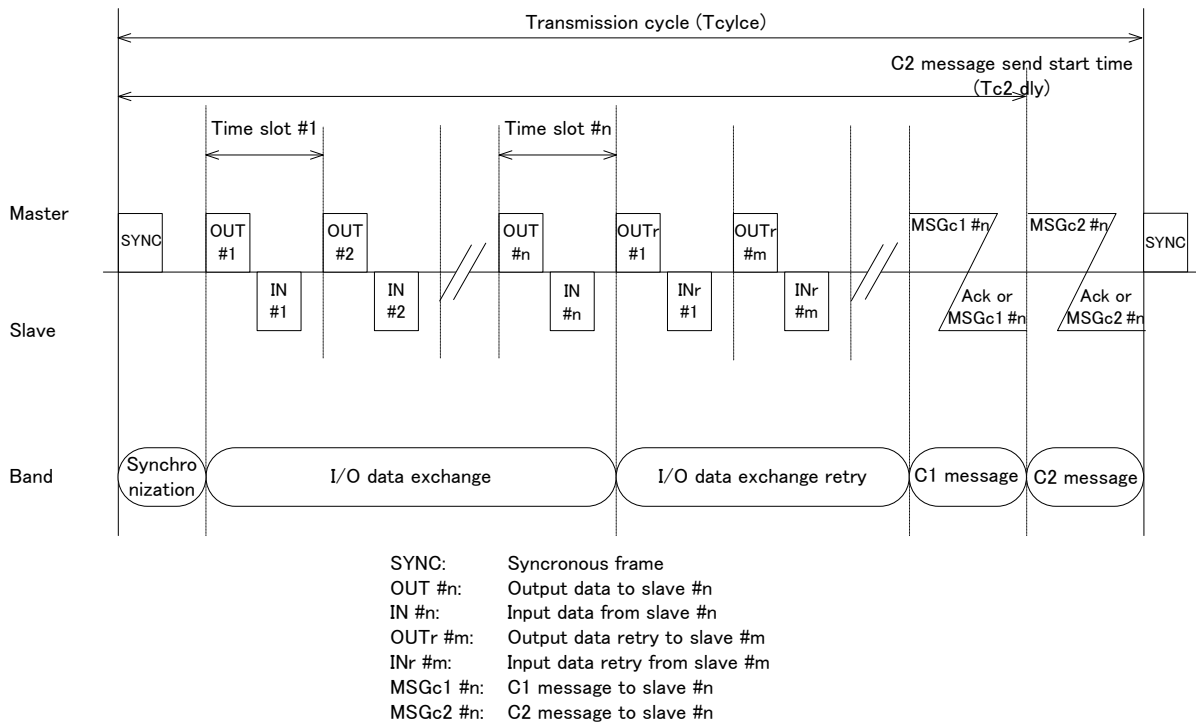 Transmission cycle (Tcylce)
C2 message send start time
(Tc2 dly)
Time slot #1
Time slot #n
Master
SYNC
OUT
#1
OUT
#2
OUT
#n
OUTr
#1
OUTr
#m
MSGc1 #n
MSGc2 #n
SYNC
IN
#1
IN
#2
IN
#n
INr
#1
INr
#m
Ack or
MSGc1 #n
Ack or
MSGc2 #n
Slave
Band
Synchro
nization
I/O data exchange
I/O data exchange retry
C1 message
C2 message
SYNC: Syncronous frame
OUT #n: Output data to slave #n
IN #n: Input data from slave #n
OUTr #m: Output data retry to slave #m
INr #m: Input data retry from slave #m
MSGc1 #n: C1 message to slave #n
MSGc2 #n: C2 message to slave #n